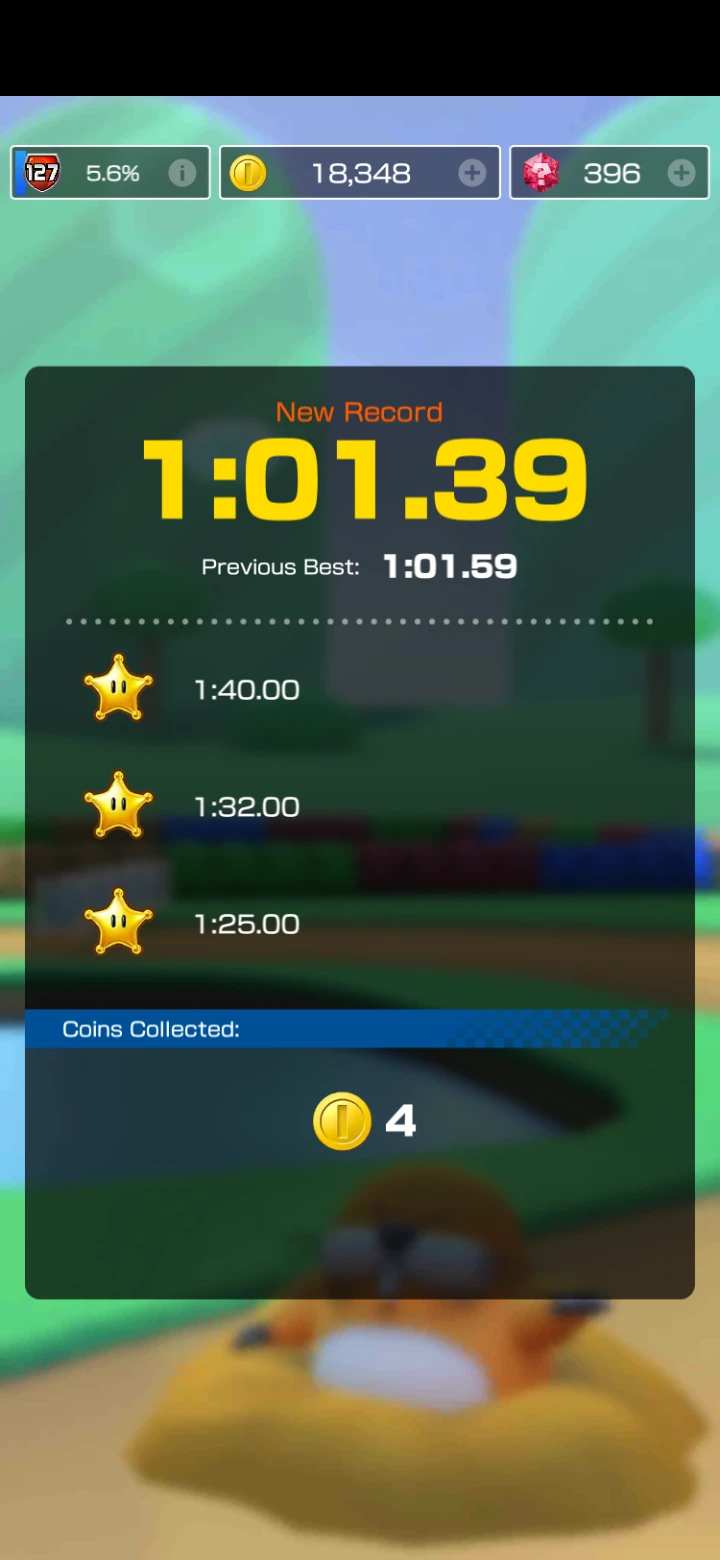 127 5.6% i 18,348 + 396 +
New Record
1:01.39
Previous Best: 1:01.59
1:40.00
1:32.00
1:25.00
Coins Collected:
4